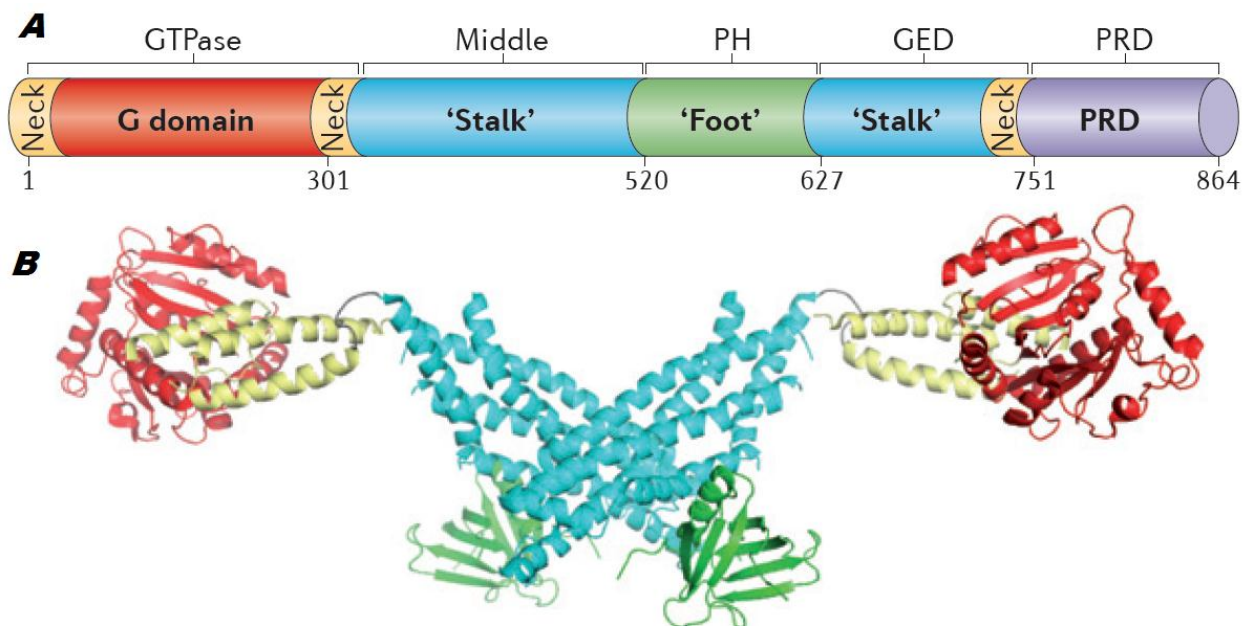 A
GTPase Middle PH GED PRD
Neck G domain Neck ‘Stalk’ ‘Foot’ ‘Stalk’ Neck PRD
1 301 520 627 751 864
B